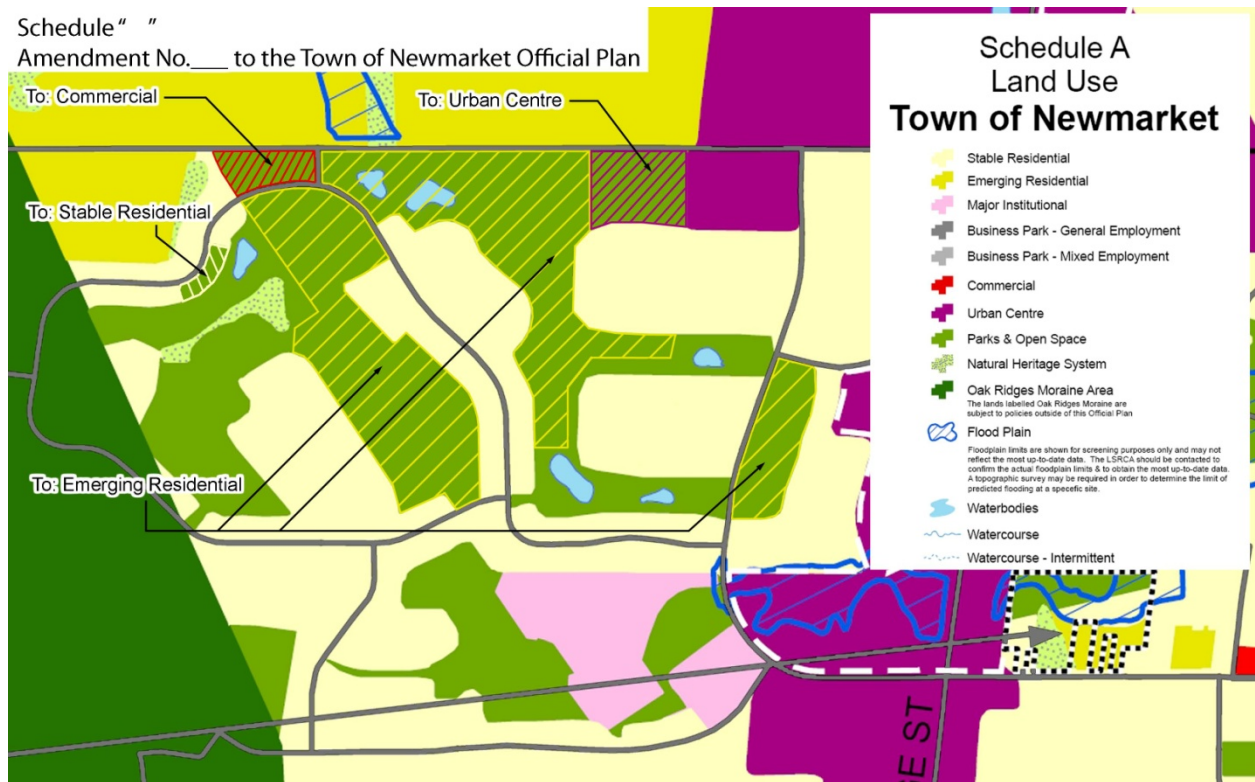 Schedule “ ”
Amendment No.___ to the Town of Newmarket Official Plan
To: Commercial
To: Urban Centre
To: Stable Residential
To: Emerging Residential
Schedule A
Land Use
Town of Newmarket
Stable Residential
Emerging Residential
Major Institutional
Business Park - General Employment
Business Park - Mixed Employment
Commercial
Urban Centre
Parks & Open Space
Natural Heritage System
Oak Ridges Moraine Area
The lands labelled Oak Ridges Moraine are
subject to policies outside of this Official Plan
Flood Plain
Floodplain limits are shown for screening purposes only and may not
reflect the most up-to-date data. The LSRCA should be contacted to
confirm the actual floodplain limits & to obtain the most up-to-date data.
A topographic survey may be required in order to determine the limit of
predicted flooding at a specefic site.
Waterbodies
Watercourse
Watercourse - Intermittent
ST